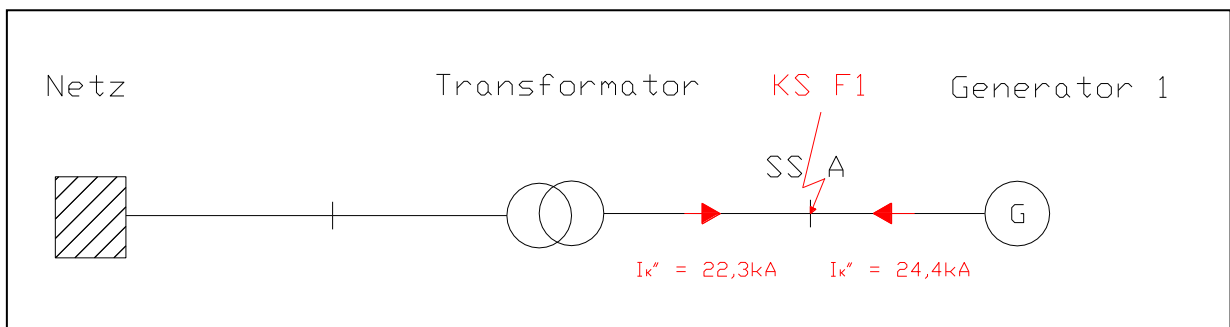 Netz
Transformator
KS F1
Generator 1
SS A
G
Iκ" = 22,3kA
Iκ" = 24,4kA